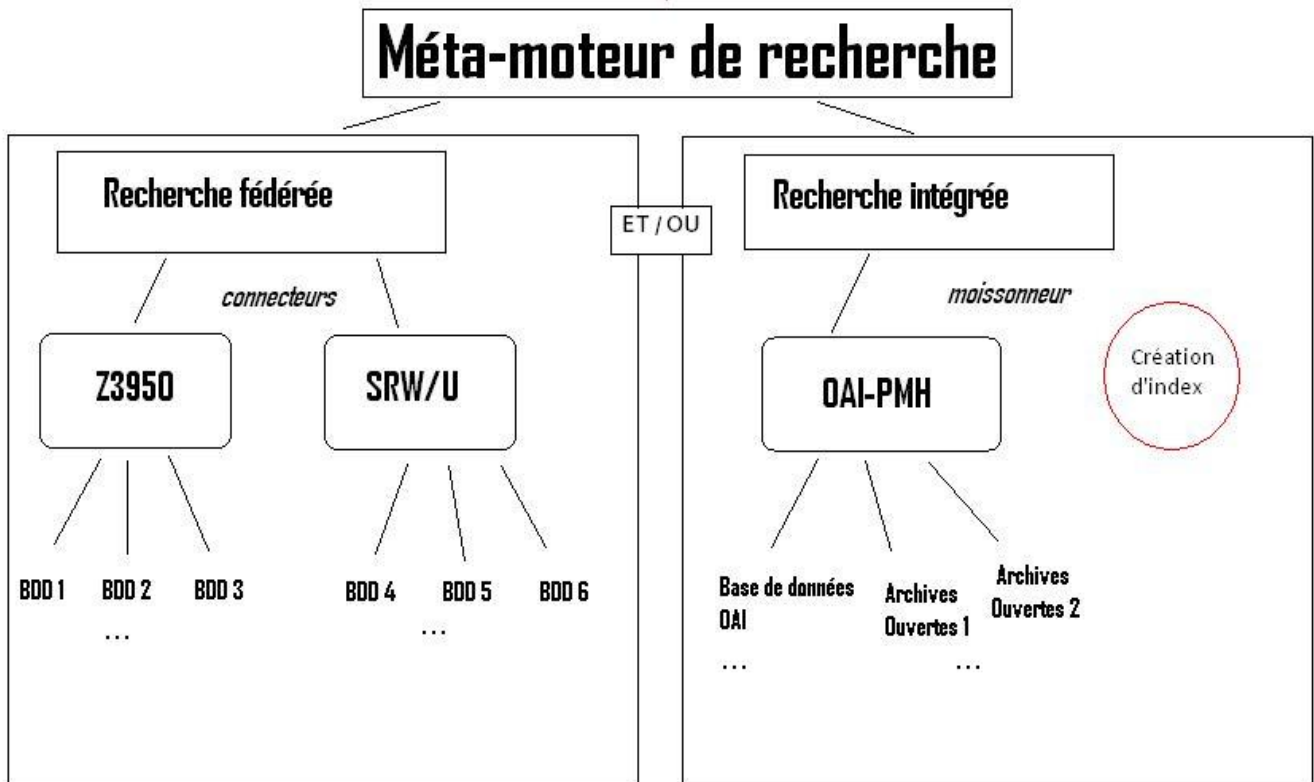 Méta-moteur de recherche
Recherche fédérée
connecteurs
Z3950
SRW/U
BDD 1
BDD 2
BDD 3
...
BDD 4
BDD 5
BDD 6
...
ET / OU
Recherche intégrée
moissonneur
OAI-PMH
Création
d'index
Base de données
OAI
...
Archives
Ouvertes 1
Archives
Ouvertes 2
...